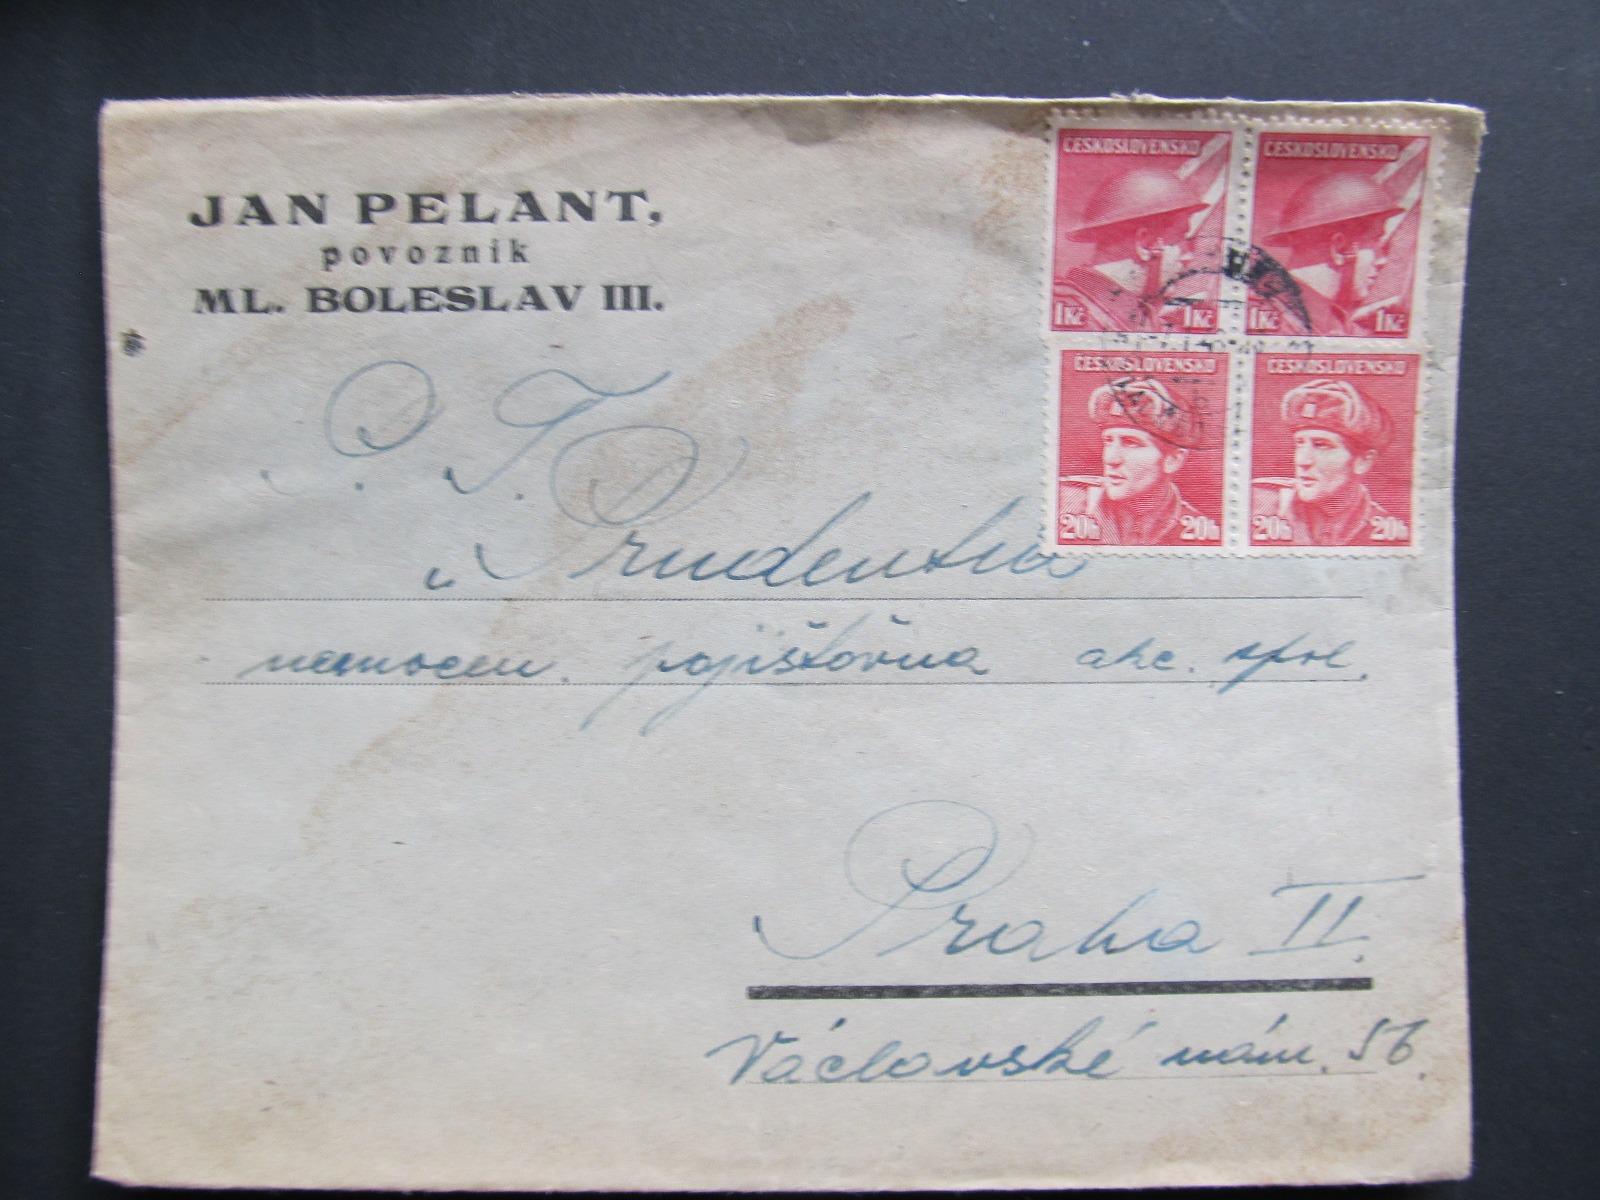 JAN PELANT,
povozník
ML. BOLESLAV III.
ČESKOSLOVENSKO ČESKOSLOVENSKO
1Kč 1Kč 1Kč 1Kč
ČESKOSLOVENSKO ČESKOSLOVENSKO
20h 20h 20h 20h
P. T.
„Prudentia
nemocen. pojištovna akc. spol.
Praha II.
Václavské nám. 56.